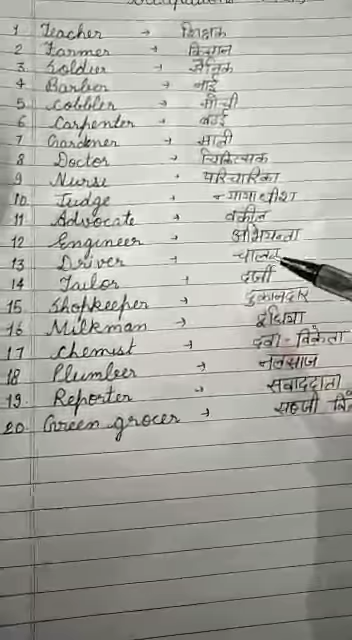 1 Teacher → शिक्षक
2 Farmer → किसान
3 Soldier → सैनिक
4 Barber → नाई
5 Cobbler → मोची
6 Carpenter → बढ़ई
7 Gardener → माली
8 Doctor → चिकित्सक
9 Nurse → परिचारिका
10. Judge → न्यायाधीश
11 Advocate → वकील
12 Engineer → अभियन्ता
13 Driver → चालक
14 Tailor → दर्जी
15 Shopkeeper → दुकानदार
16 Milkman →
17 Chemist → दवा-विक्रेता
18 Plumber → नलसाज
19. Reporter → संवाददाता
20 Green grocer → सब्जी